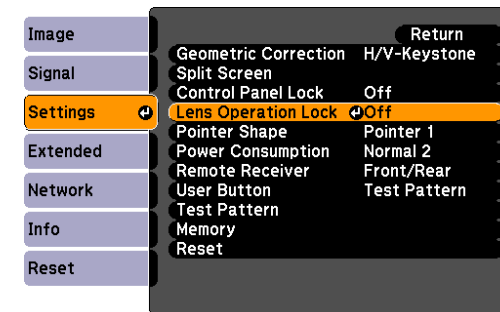 Image
Signal
Settings
Extended
Network
Info
Reset
Return
Geometric Correction H/V-Keystone
Split Screen
Control Panel Lock Off
Lens Operation Lock Off
Pointer Shape Pointer 1
Power Consumption Normal 2
Remote Receiver Front/Rear
User Button Test Pattern
Test Pattern
Memory
Reset